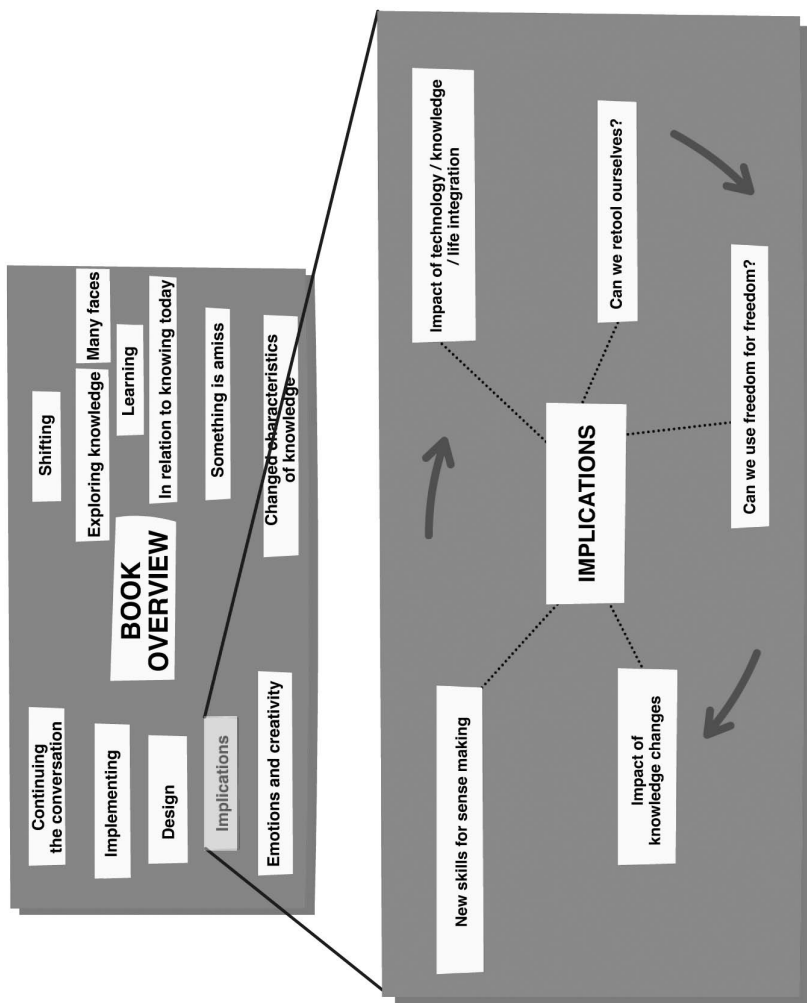 BOOK
OVERVIEW
Shifting
Exploring knowledge
Many faces
Learning
In relation to knowing today
Something is amiss
Changed characteristics
of knowledge
Emotions and creativity
Implications
Design
Implementing
Continuing
the conversation
IMPLICATIONS
Impact of technology / knowledge
/ life integration
Can we retool ourselves?
Can we use freedom for freedom?
Impact of
knowledge changes
New skills for sense making